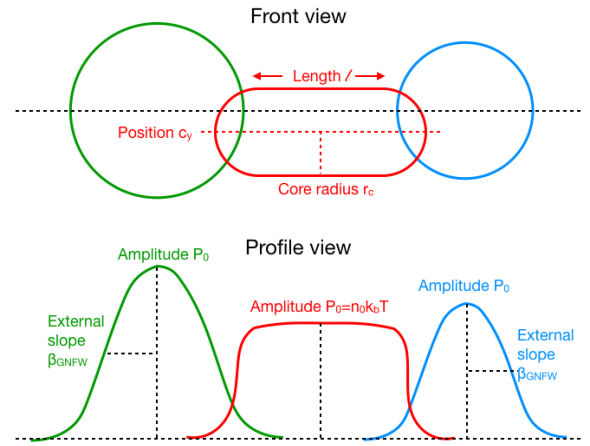 Front view
Length l
Position cy
Core radius rc
Profile view
Amplitude P₀
Amplitude P₀
Amplitude P₀=n₀kbT
External
slope
βGNFW
External
slope
βGNFW